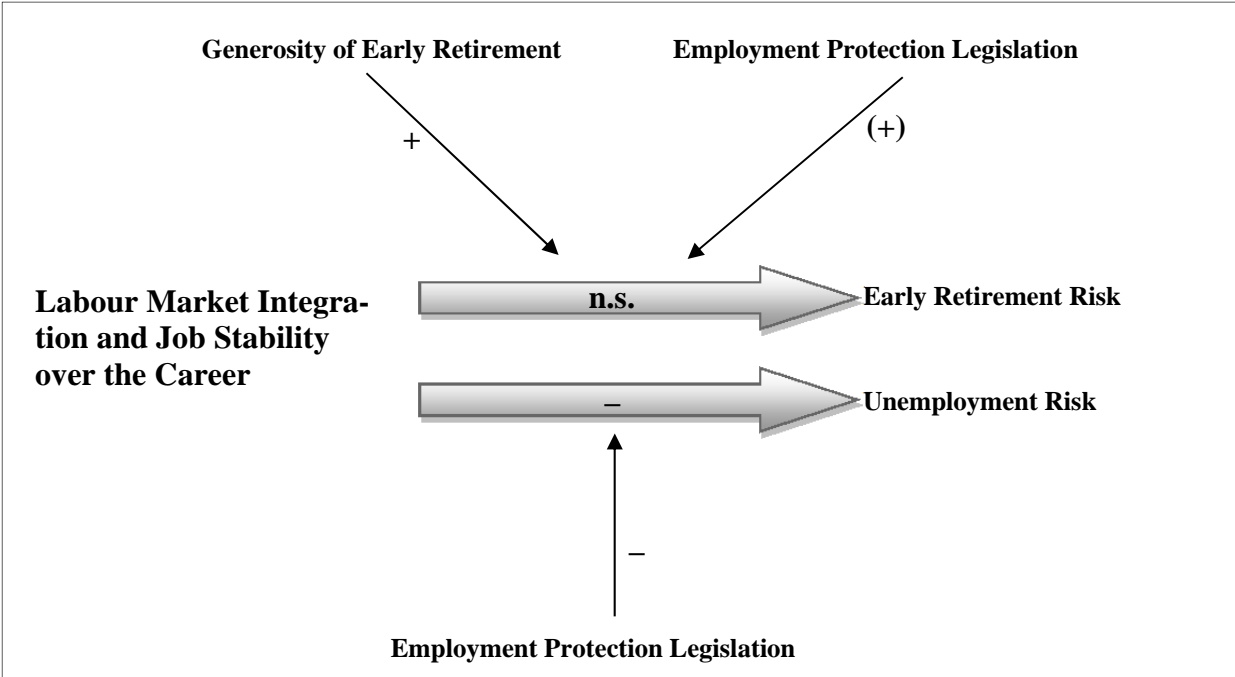 Generosity of Early Retirement
Employment Protection Legislation
+
(+)
Labour Market Integra-
tion and Job Stability
over the Career
n.s.
Early Retirement Risk
–
Unemployment Risk
–
Employment Protection Legislation